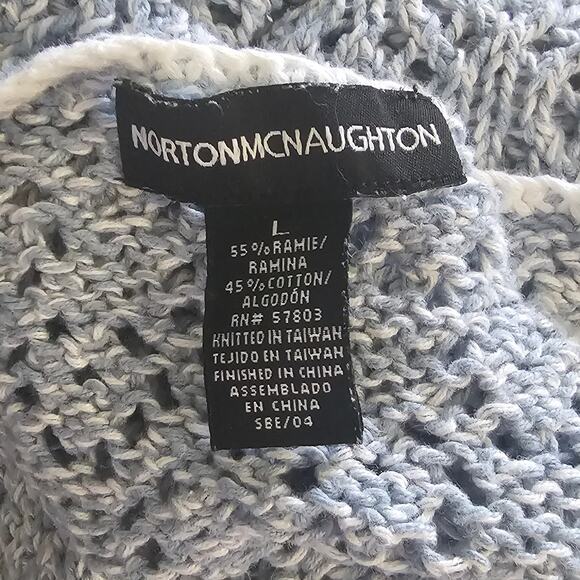 NORTONMCNAUGHTON
L
55%RAMIE/
RAMINA
45%COTTON/
ALGODÓN
RN# 57803
KNITTED IN TAIWAN
TEJIDO EN TAIWAN
FINISHED IN CHINA
ASSEMBLADO
EN CHINA
SBE/04